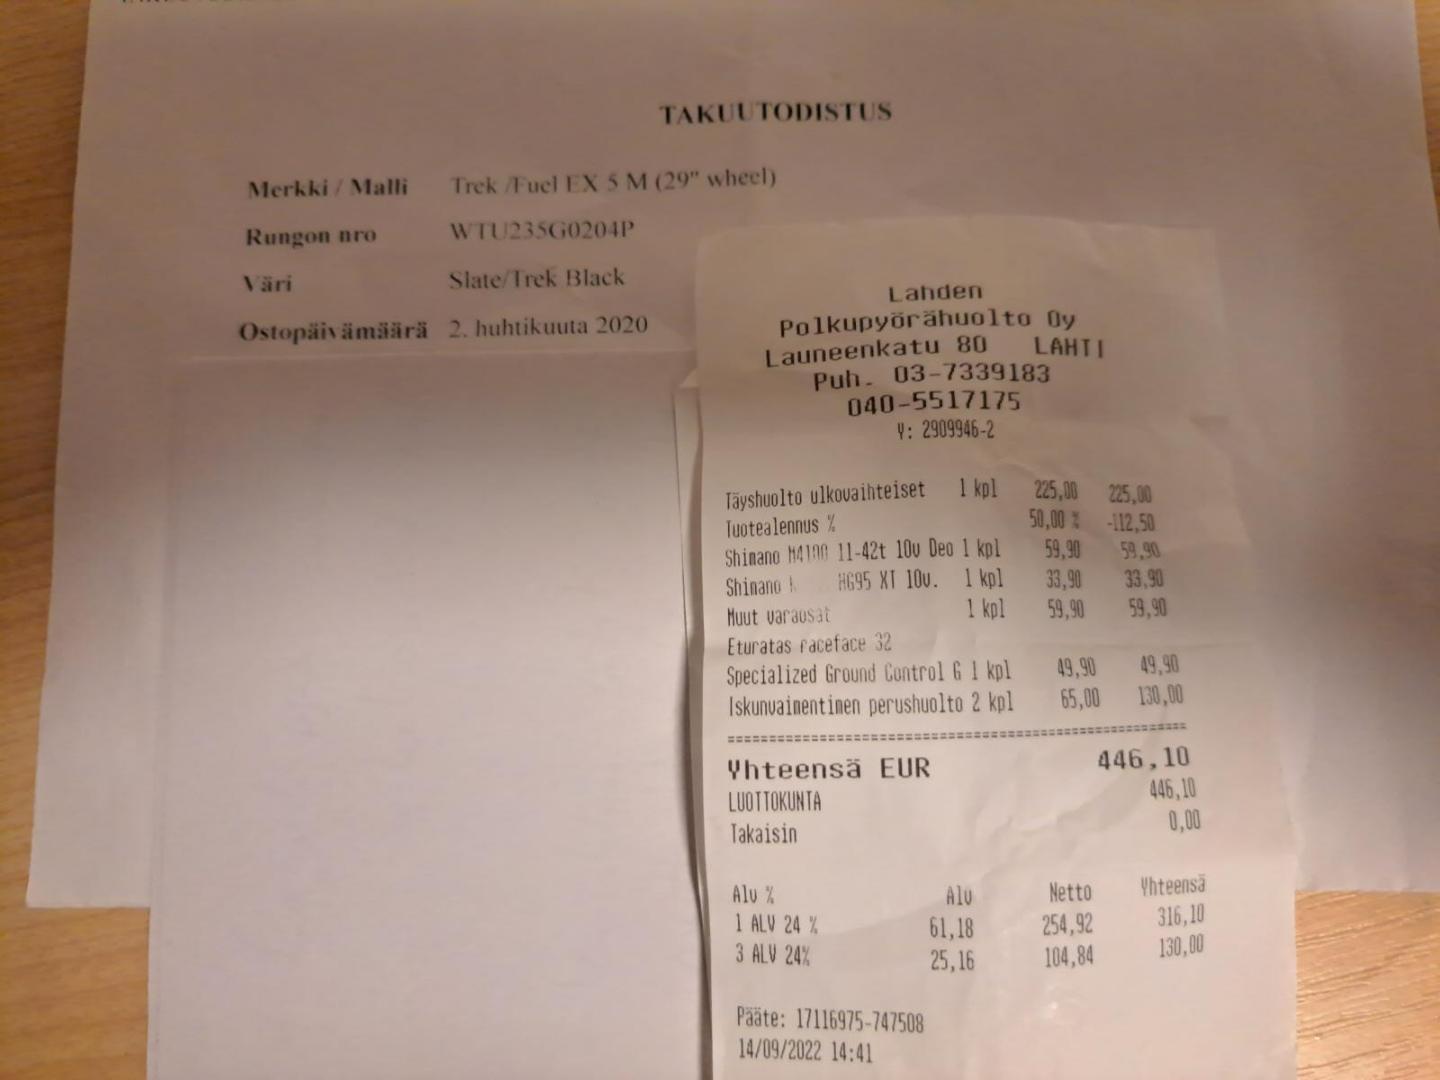 TAKUUTODISTUS
Merkki / Malli Trek /Fuel EX 5 M (29" wheel)
Rungon nro WTU235G0204P
Väri Slate/Trek Black
Ostopäivämäärä 2. huhtikuuta 2020
Lahden
Polkupyörähuolto Oy
Launeenkatu 80 LAHTI
Puh. 03-7339183
040-5517175
Y: 2909946-2
Täyshuolto ulkovaihteiset 1 kpl 225,00 225,00
Tuotealennus % 50,00 % -112,50
Shimano M4100 11-42t 10v Deo 1 kpl 59,90 59,90
Shimano HG95 XT 10v. 1 kpl 33,90 33,90
Muut varaosat 1 kpl 59,90 59,90
Eturatas raceface 32
Specialized Ground Control G 1 kpl 49,90 49,90
Iskunvaimentimen perushuolto 2 kpl 65,00 130,00
Yhteensä EUR 446,10
LUOTTOKUNTA 446,10
Takaisin 0,00
Alv % Alv Netto Yhteensä
1 ALV 24 % 61,18 254,92 316,10
3 ALV 24% 25,16 104,84 130,00
Pääte: 17116975-747508
14/09/2022 14:41